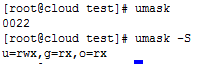 [root@cloud test]# umask
0022
[root@cloud test]# umask -S
u=rwx,g=rx,o=rx